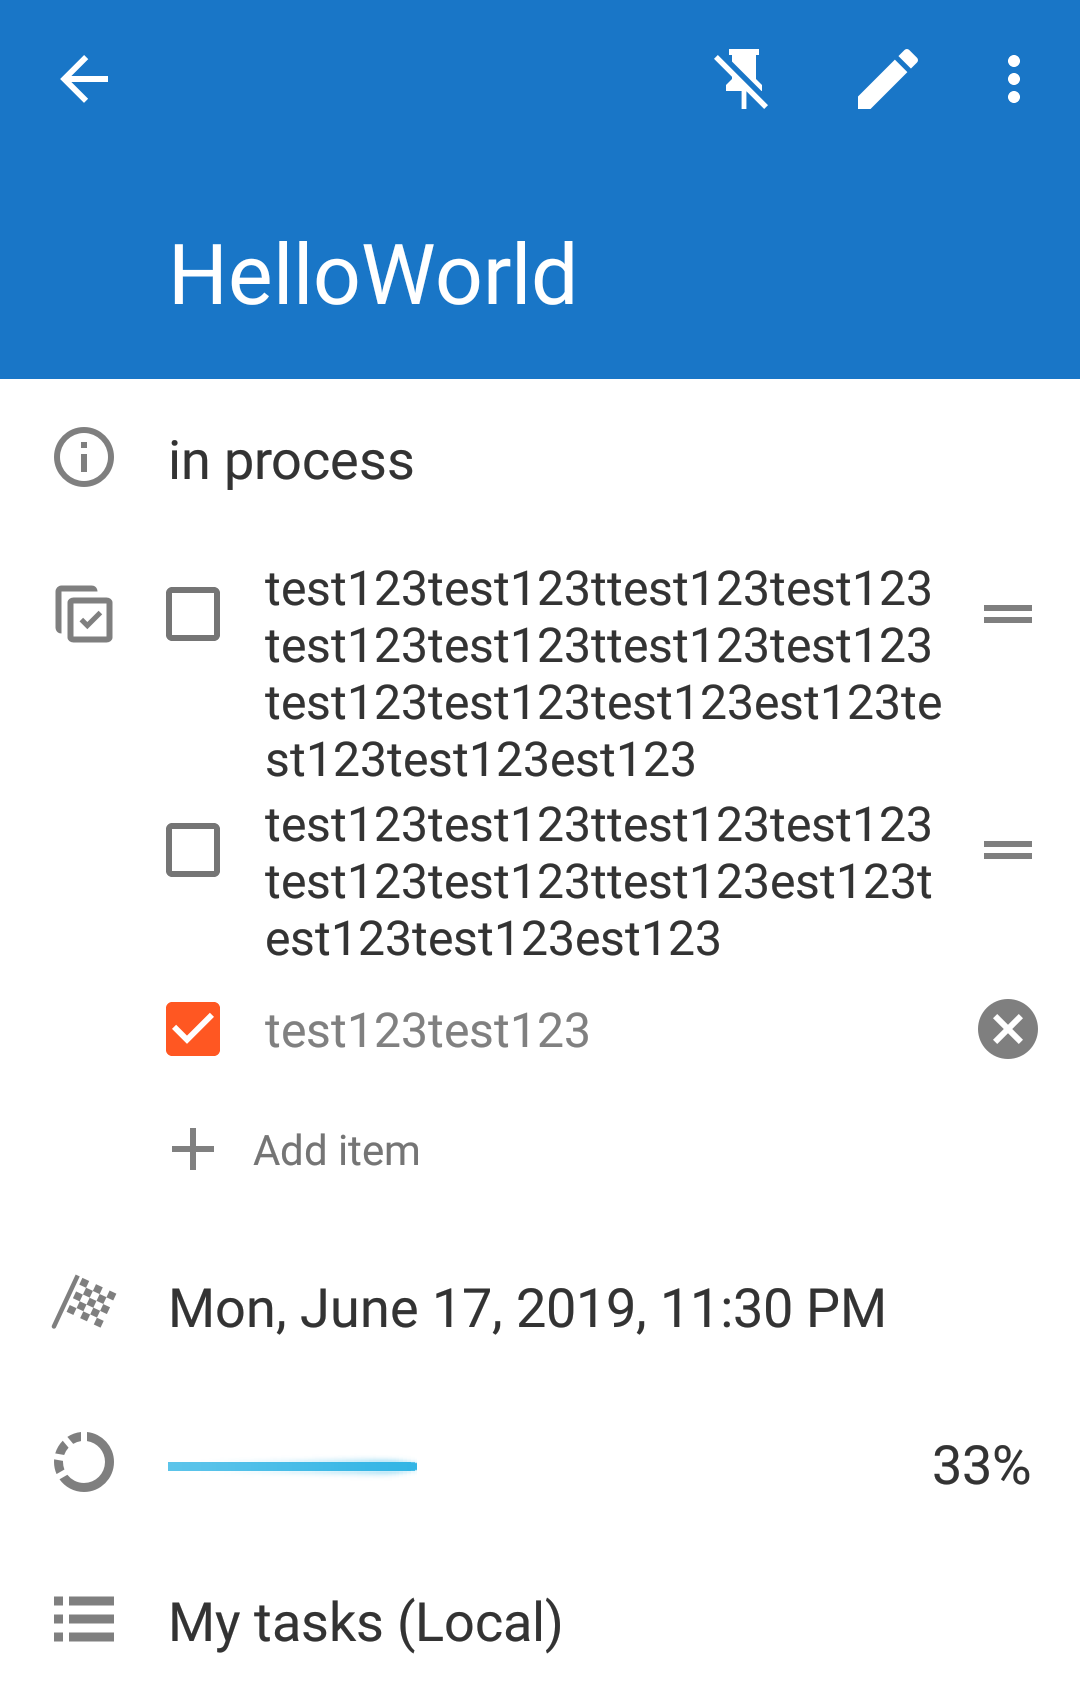 HelloWorld
in process
test123test123ttest123test123
test123test123ttest123test123
test123test123test123est123te
st123test123est123
test123test123ttest123test123
test123test123ttest123est123t
est123test123est123
test123test123
Add item
Mon, June 17, 2019, 11:30 PM
33%
My tasks (Local)